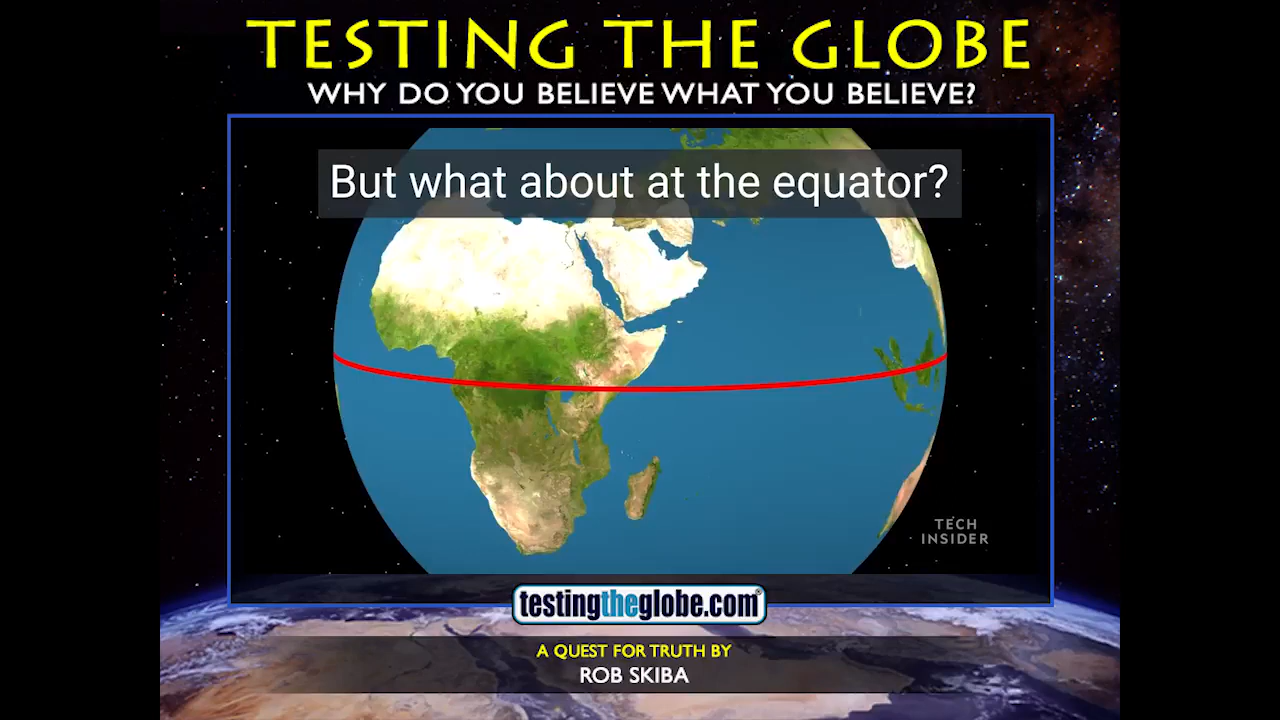 TESTING THE GLOBE
WHY DO YOU BELIEVE WHAT YOU BELIEVE?
But what about at the equator?
TECH
INSIDER
testingtheglobe.com
A QUEST FOR TRUTH BY
ROB SKIBA